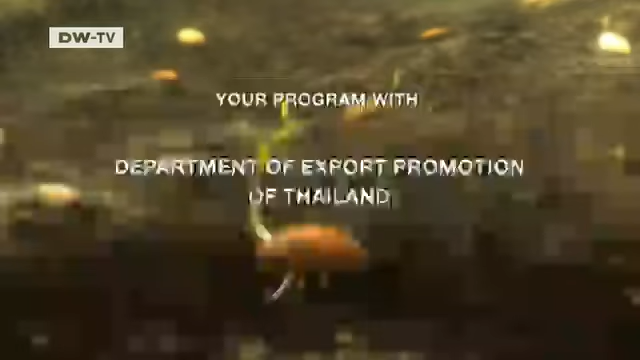 DW-TV
YOUR PROGRAM WITH
DEPARTMENT OF EXPORT PROMOTION
OF THAILAND